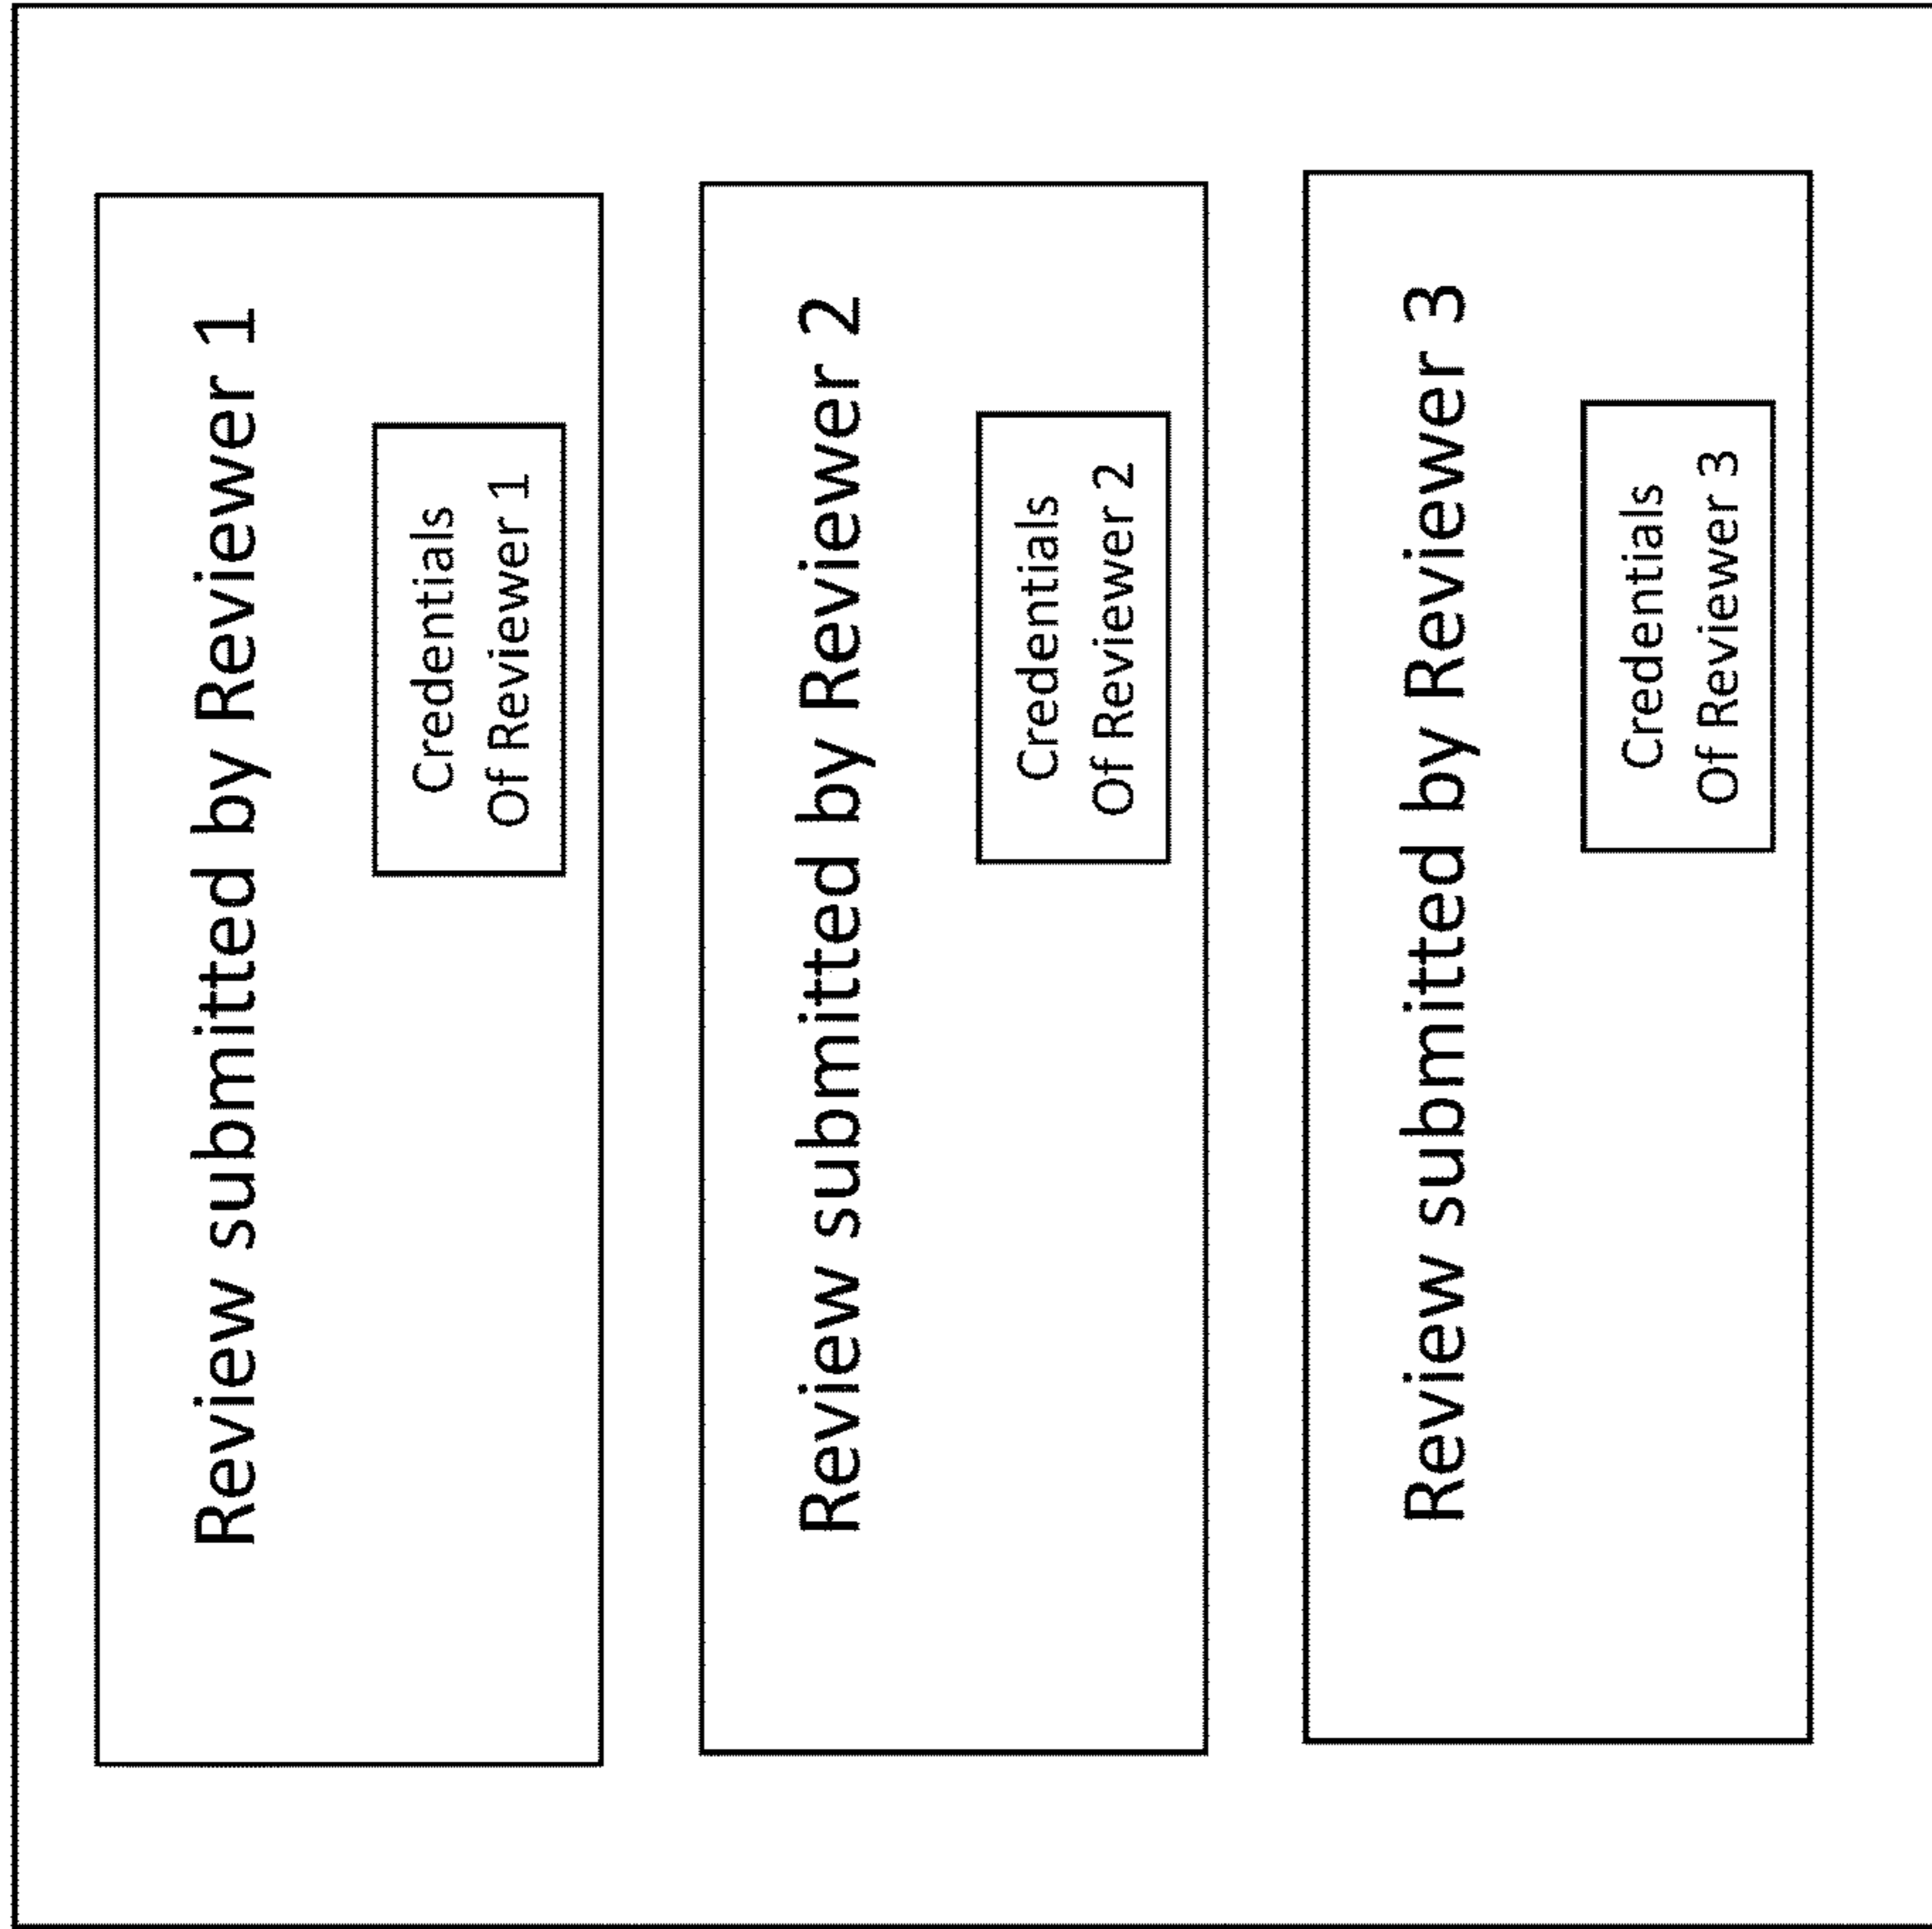 Review submitted by Reviewer 1
Credentials
Of Reviewer 1
Review submitted by Reviewer 2
Credentials
Of Reviewer 2
Review submitted by Reviewer 3
Credentials
Of Reviewer 3